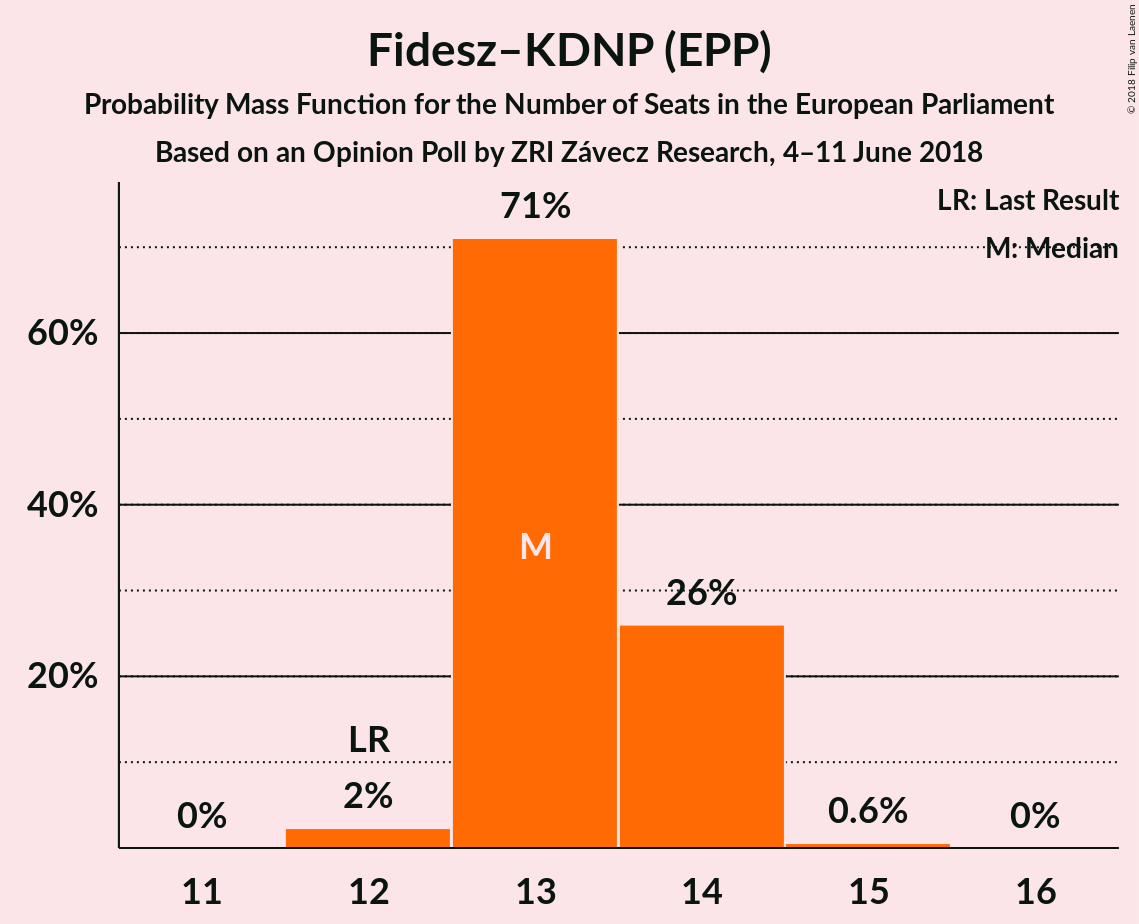 Fidesz–KDNP (EPP)
Probability Mass Function for the Number of Seats in the European Parliament
Based on an Opinion Poll by ZRI Závecz Research, 4–11 June 2018
© 2018 Filip van Laenen
LR: Last Result
M: Median
71%
60%
40%
M
26%
20%
LR
2%
0%
0.6%
0%
11 12 13 14 15 16